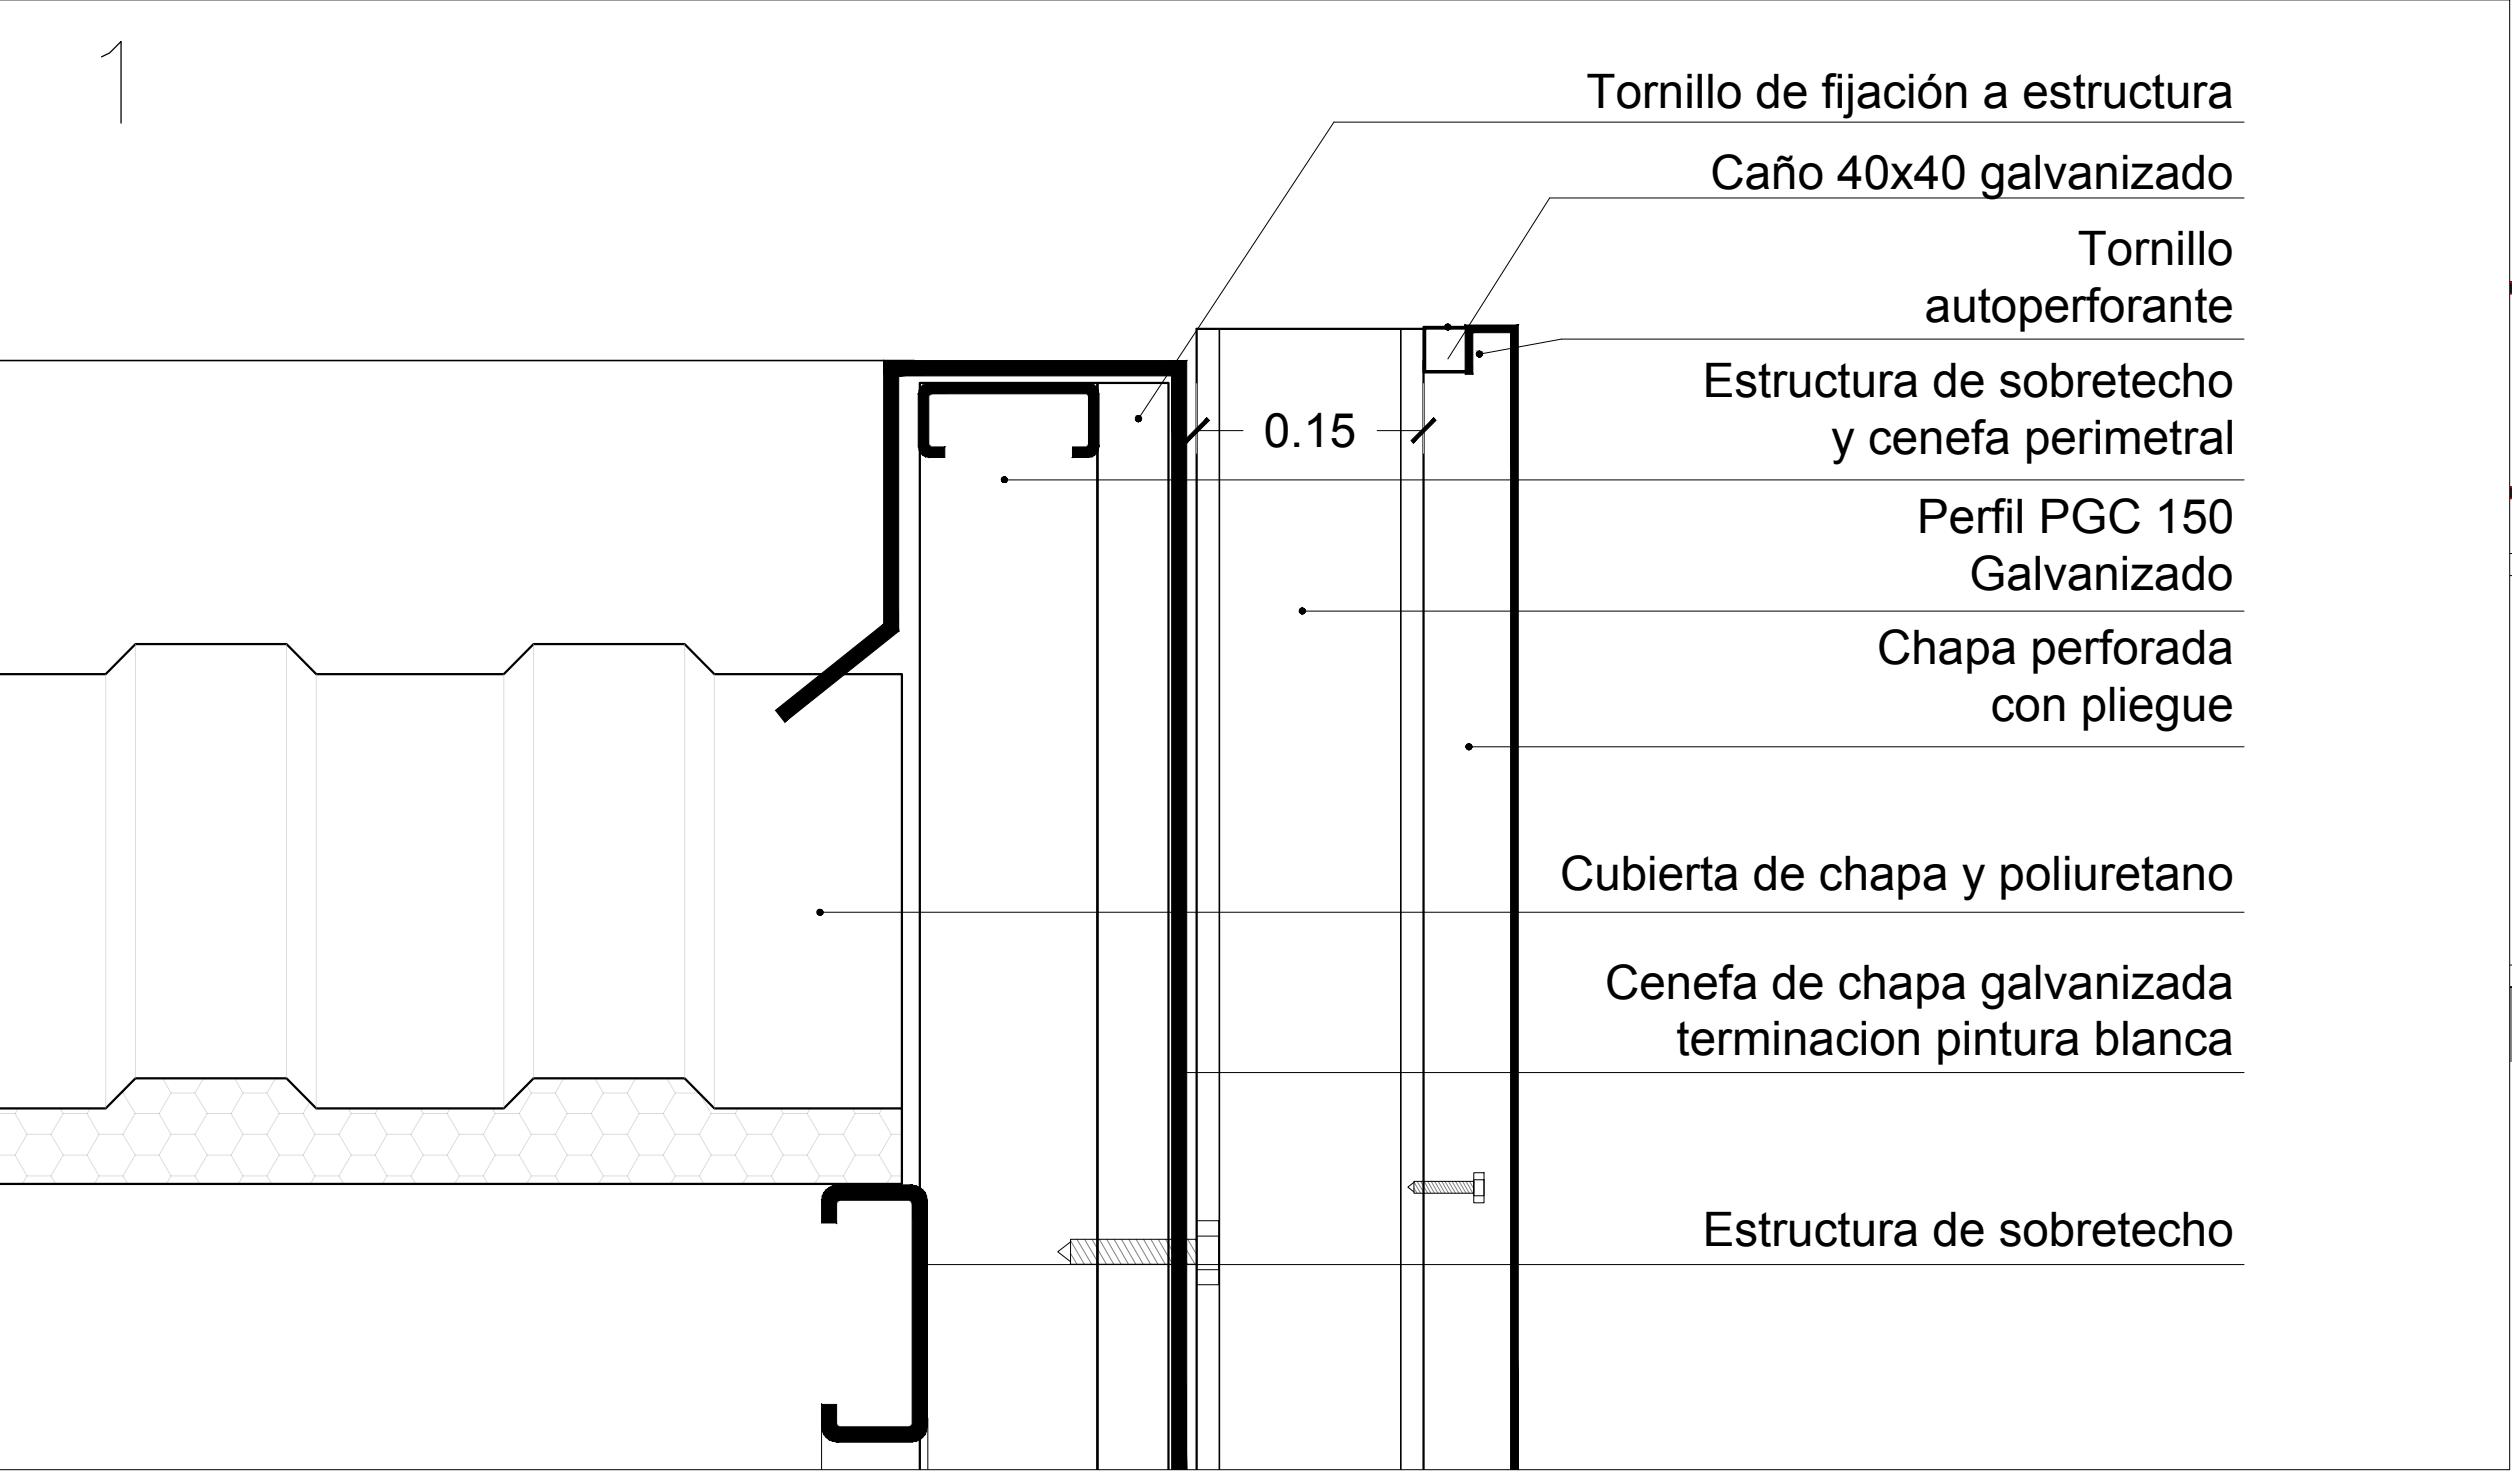 1
Tornillo de fijación a estructura
Caño 40x40 galvanizado
Tornillo
autoperforante
Estructura de sobretecho
y cenefa perimetral
0.15
Perfil PGC 150
Galvanizado
Chapa perforada
con pliegue
Cubierta de chapa y poliuretano
Cenefa de chapa galvanizada
terminacion pintura blanca
Estructura de sobretecho